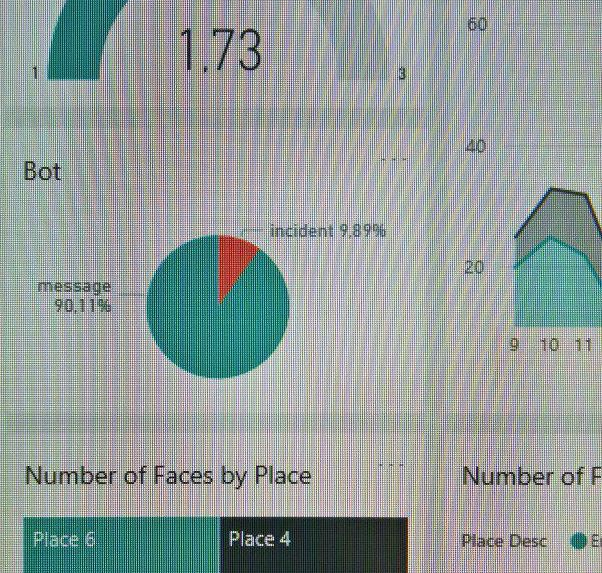 1
1.73
3
Bot
incident 9.89%
message
90.11%
60
40
20
9 10 11
Number of Faces by Place
Place 6
Place 4
Number of F
Place Desc